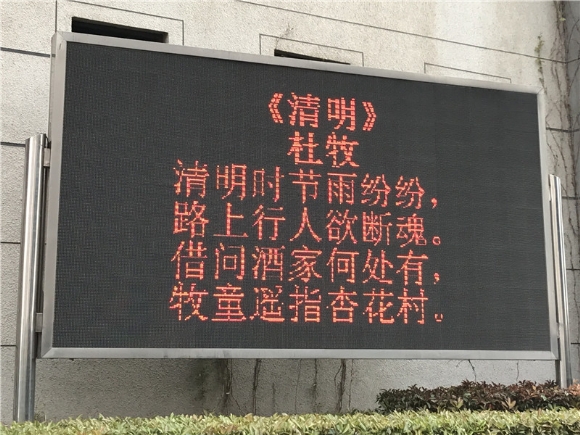 《清明》
杜牧
清明时节雨纷纷，
路上行人欲断魂。
借问酒家何处有，
牧童遥指杏花村。